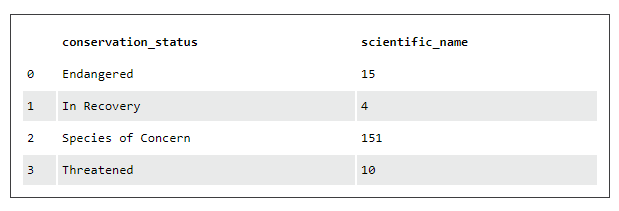 conservation_status scientific_name
0 Endangered 15
1 In Recovery 4
2 Species of Concern 151
3 Threatened 10